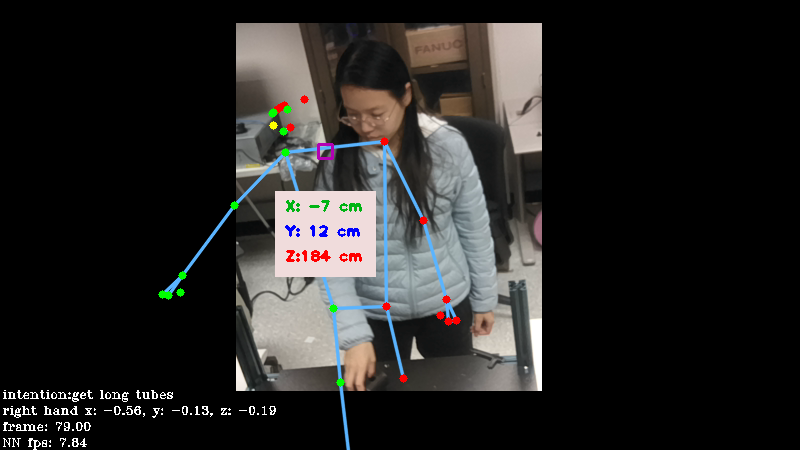 FANUC
X: -7 cm
Y: 12 cm
Z:184 cm
intention:get long tubes
right hand x: -0.56, y: -0.13, z: -0.19
frame: 79.00
NN fps: 7.84